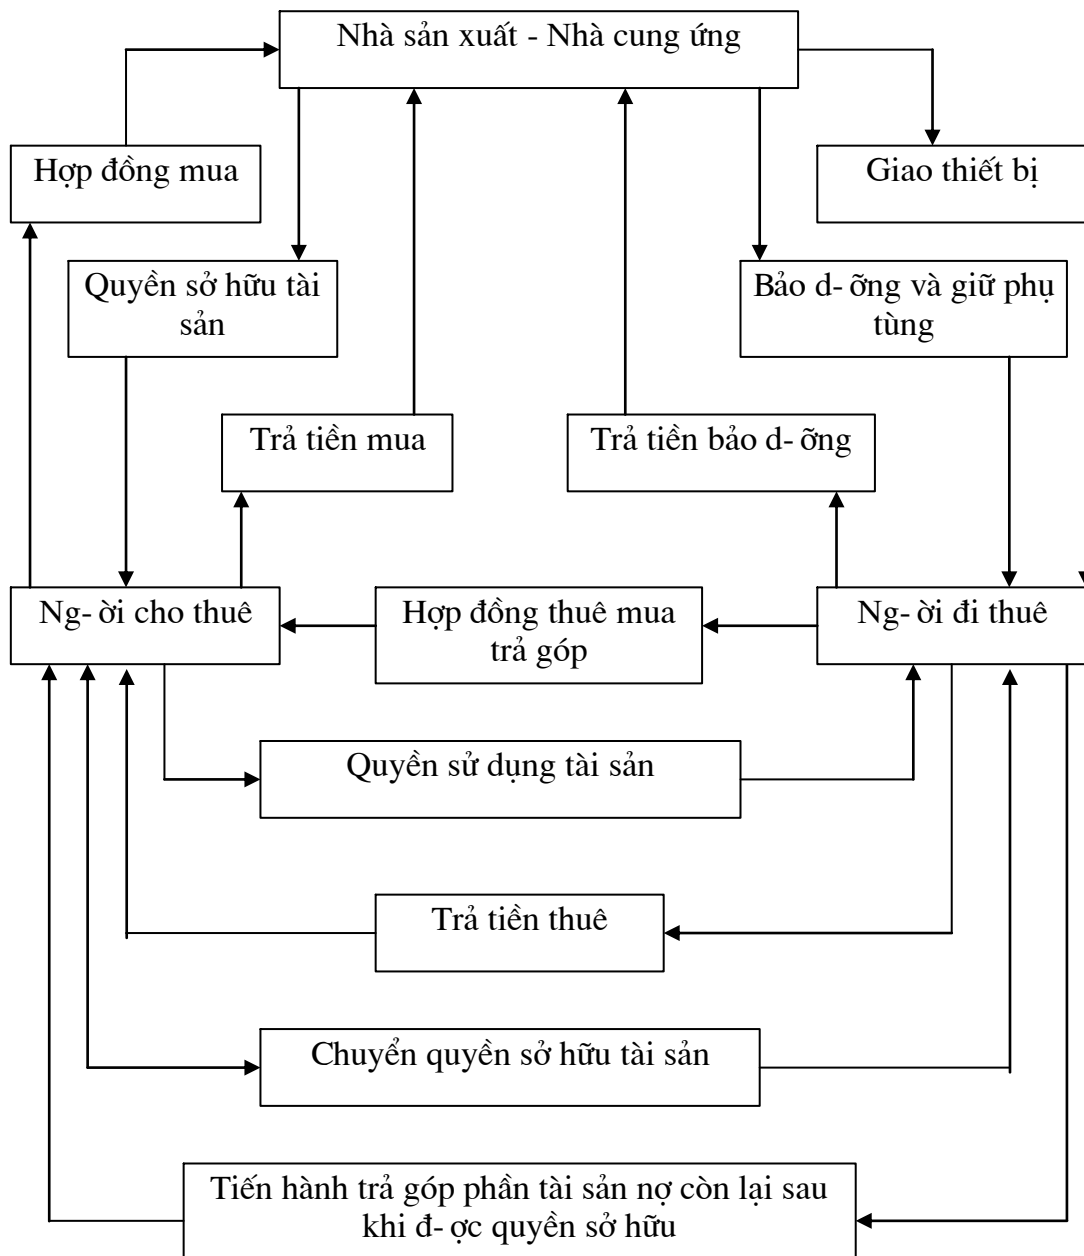 Nhà sản xuất - Nhà cung ứng
Hợp đồng mua
Giao thiết bị
Quyền sở hữu tài
sản
Bảo d- ỡng và giữ phụ
tùng
Trả tiền mua
Trả tiền bảo d- ỡng
Ng- ời cho thuê
Hợp đồng thuê mua
trả góp
Ng- ời đi thuê
Quyền sử dụng tài sản
Trả tiền thuê
Chuyển quyền sở hữu tài sản
Tiến hành trả góp phần tài sản nợ còn lại sau
khi đ- ợc quyền sở hữu